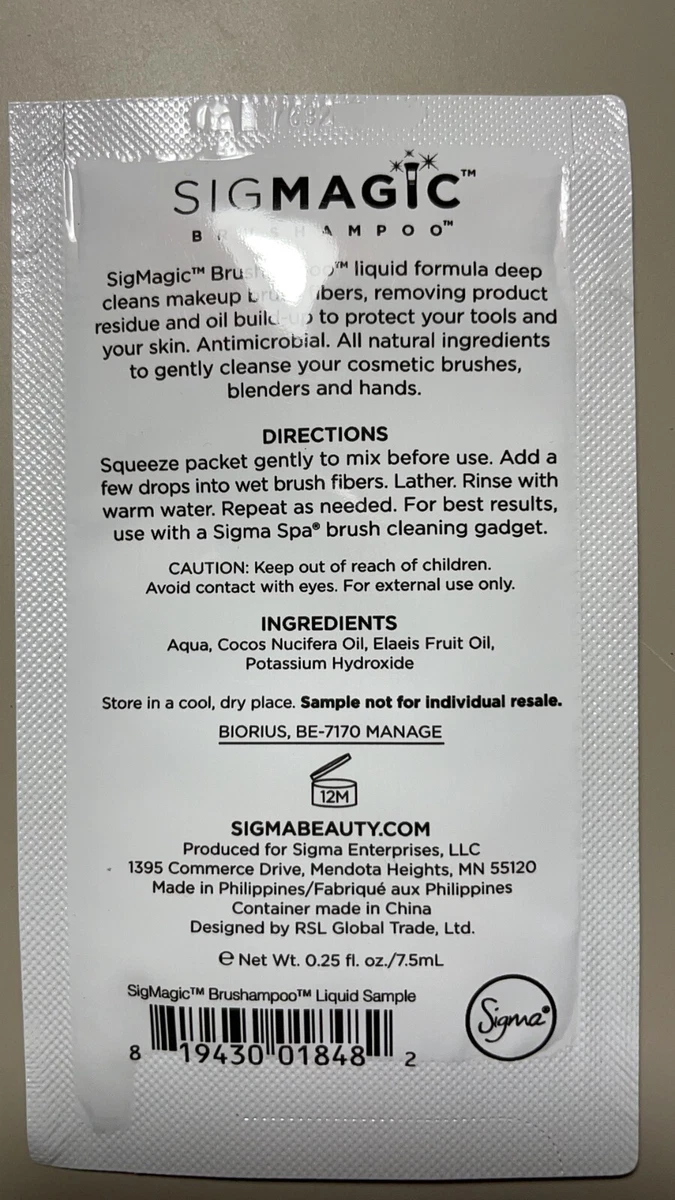 SIGMAGIC™
BRUSHAMPOO™
SigMagic™ Brushampoo™ liquid formula deep
cleans makeup brush fibers, removing product
residue and oil build-up to protect your tools and
your skin. Antimicrobial. All natural ingredients
to gently cleanse your cosmetic brushes,
blenders and hands.
DIRECTIONS
Squeeze packet gently to mix before use. Add a
few drops into wet brush fibers. Lather. Rinse with
warm water. Repeat as needed. For best results,
use with a Sigma Spa® brush cleaning gadget.
CAUTION: Keep out of reach of children.
Avoid contact with eyes. For external use only.
INGREDIENTS
Aqua, Cocos Nucifera Oil, Elaeis Fruit Oil,
Potassium Hydroxide
Store in a cool, dry place. Sample not for individual resale.
BIORIUS, BE-7170 MANAGE
12M
SIGMABEAUTY.COM
Produced for Sigma Enterprises, LLC
1395 Commerce Drive, Mendota Heights, MN 55120
Made in Philippines/Fabriqué aux Philippines
Container made in China
Designed by RSL Global Trade, Ltd.
℮ Net Wt. 0.25 fl. oz./7.5mL
SigMagic™ Brushampoo™ Liquid Sample
Sigma®
8 19430 01848 2